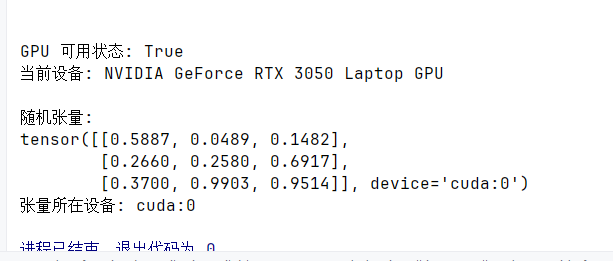 GPU 可用状态: True
当前设备: NVIDIA GeForce RTX 3050 Laptop GPU
随机张量:
tensor([[0.5887, 0.0489, 0.1482],
[0.2660, 0.2580, 0.6917],
[0.3700, 0.9903, 0.9514]], device='cuda:0')
张量所在设备: cuda:0
进程已结束，退出代码为 0